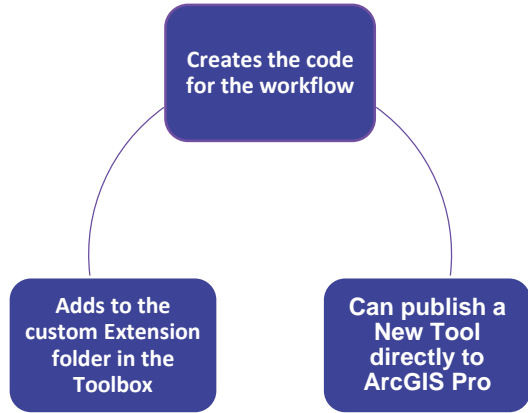 Creates the code
for the workflow
Adds to the
custom Extension
folder in the
Toolbox
Can publish a
New Tool
directly to
ArcGIS Pro